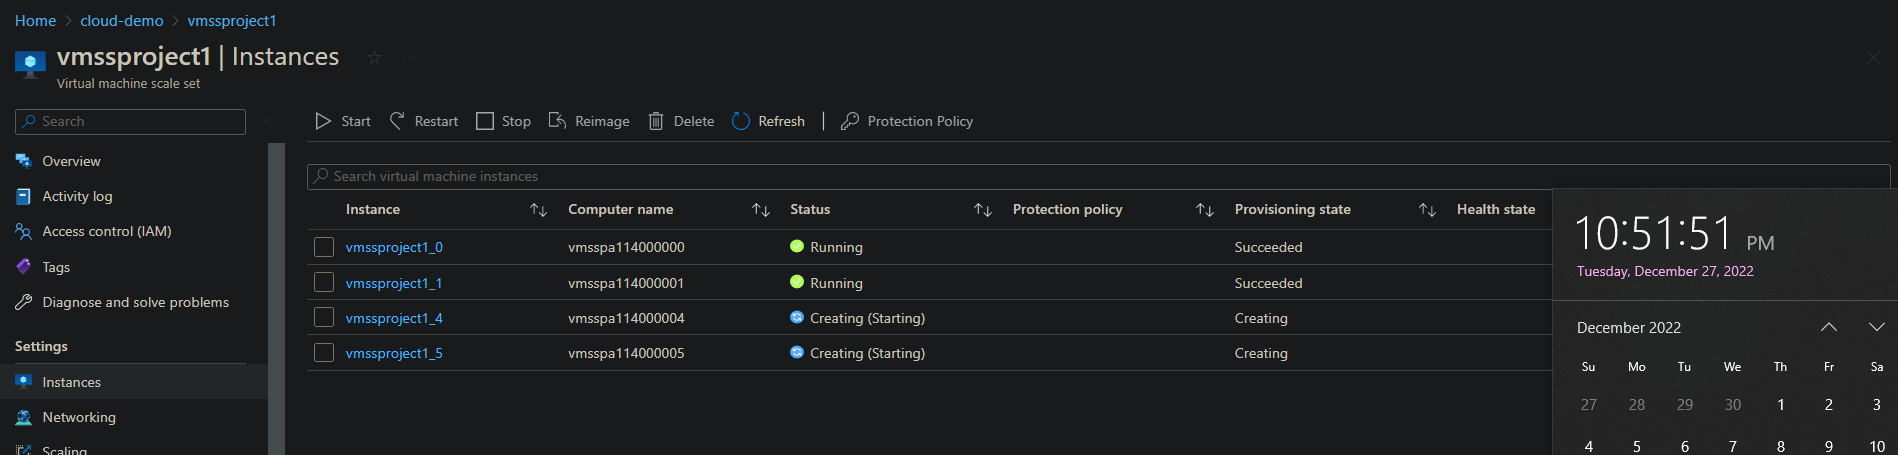 Home > cloud-demo > vmssproject1
vmssproject1 | Instances
Virtual machine scale set
Search
Start Restart Stop Reimage Delete Refresh | Protection Policy
Overview
Activity log
Access control (IAM)
Tags
Diagnose and solve problems
Settings
Instances
Networking
Scaling
Search virtual machine instances
Instance Computer name Status Protection policy Provisioning state Health state
vmssproject1_0 vmsspa114000000 Running Succeeded
vmssproject1_1 vmsspa114000001 Running Succeeded
vmssproject1_4 vmsspa114000004 Creating (Starting) Creating
vmssproject1_5 vmsspa114000005 Creating (Starting) Creating
10:51:51 PM
Tuesday, December 27, 2022
December 2022
Su Mo Tu We Th Fr Sa
27 28 29 30 1 2 3
4 5 6 7 8 9 10